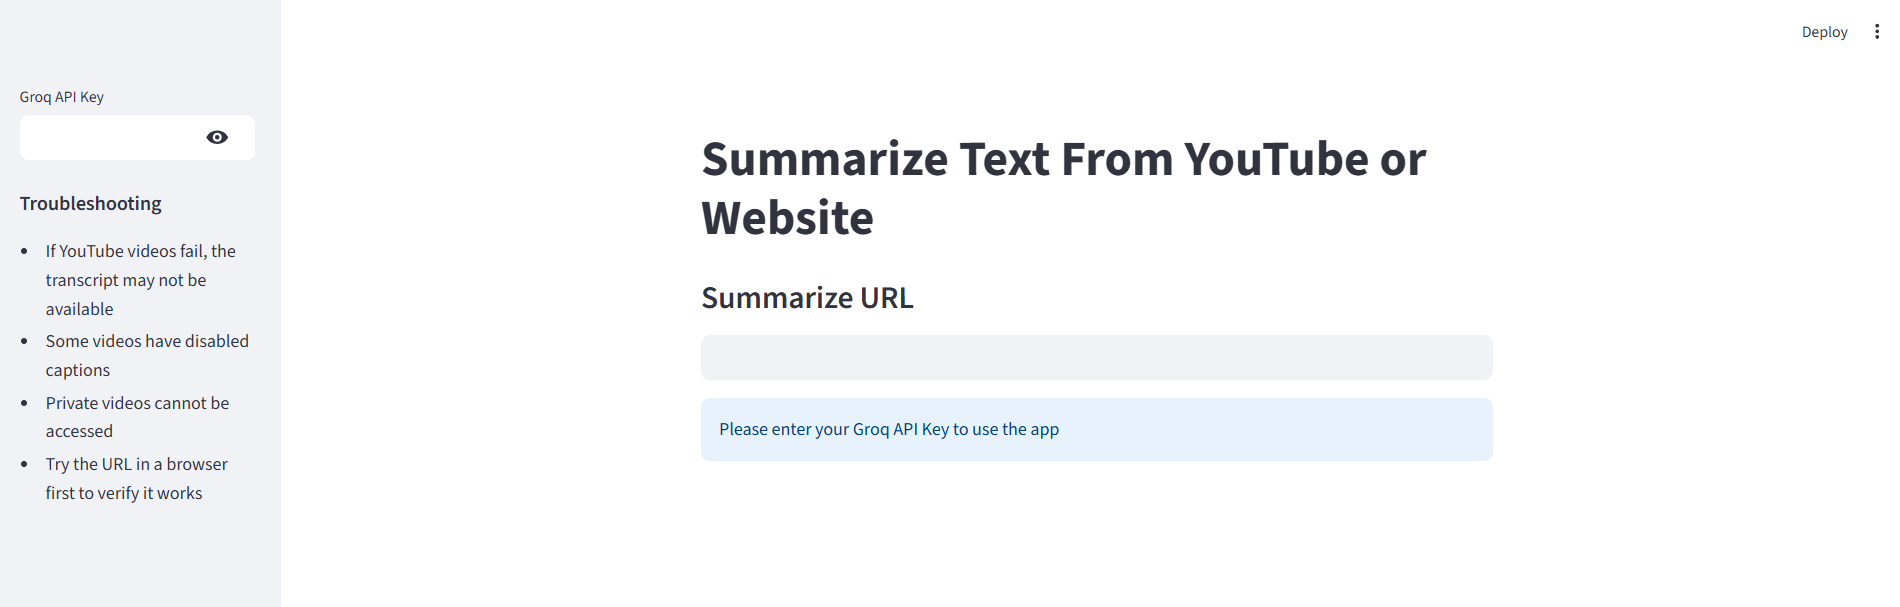 Deploy
Groq API Key
Troubleshooting
If YouTube videos fail, the
transcript may not be
available
Some videos have disabled
captions
Private videos cannot be
accessed
Try the URL in a browser
first to verify it works
Summarize Text From YouTube or
Website
Summarize URL
Please enter your Groq API Key to use the app